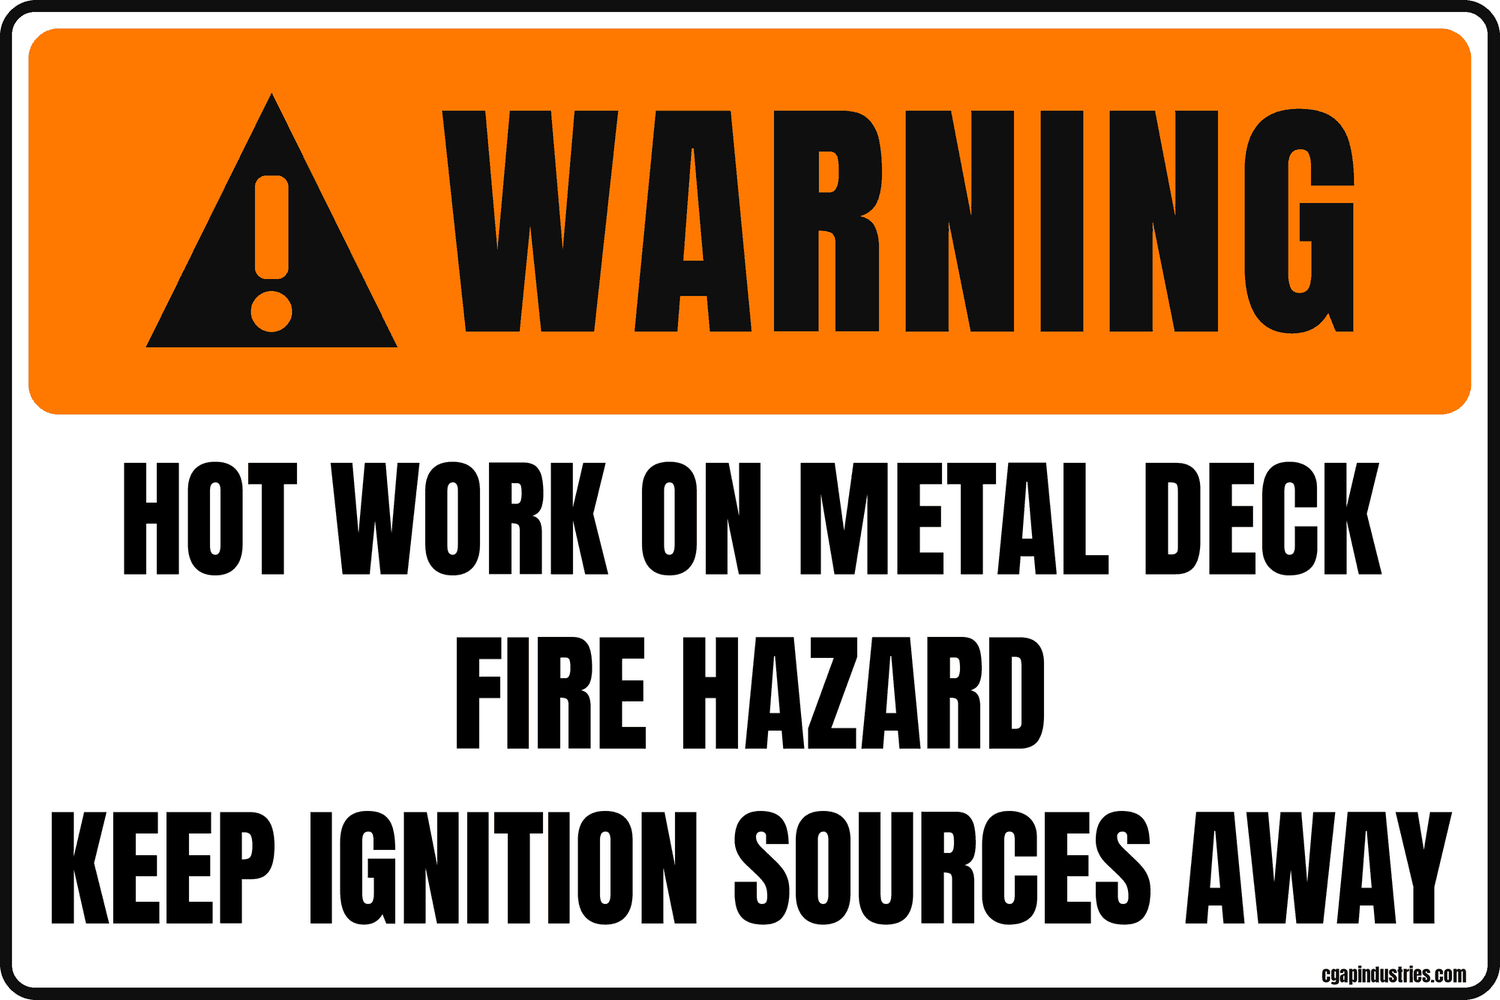 WARNING
HOT WORK ON METAL DECK
FIRE HAZARD
KEEP IGNITION SOURCES AWAY
cgapindustries.com